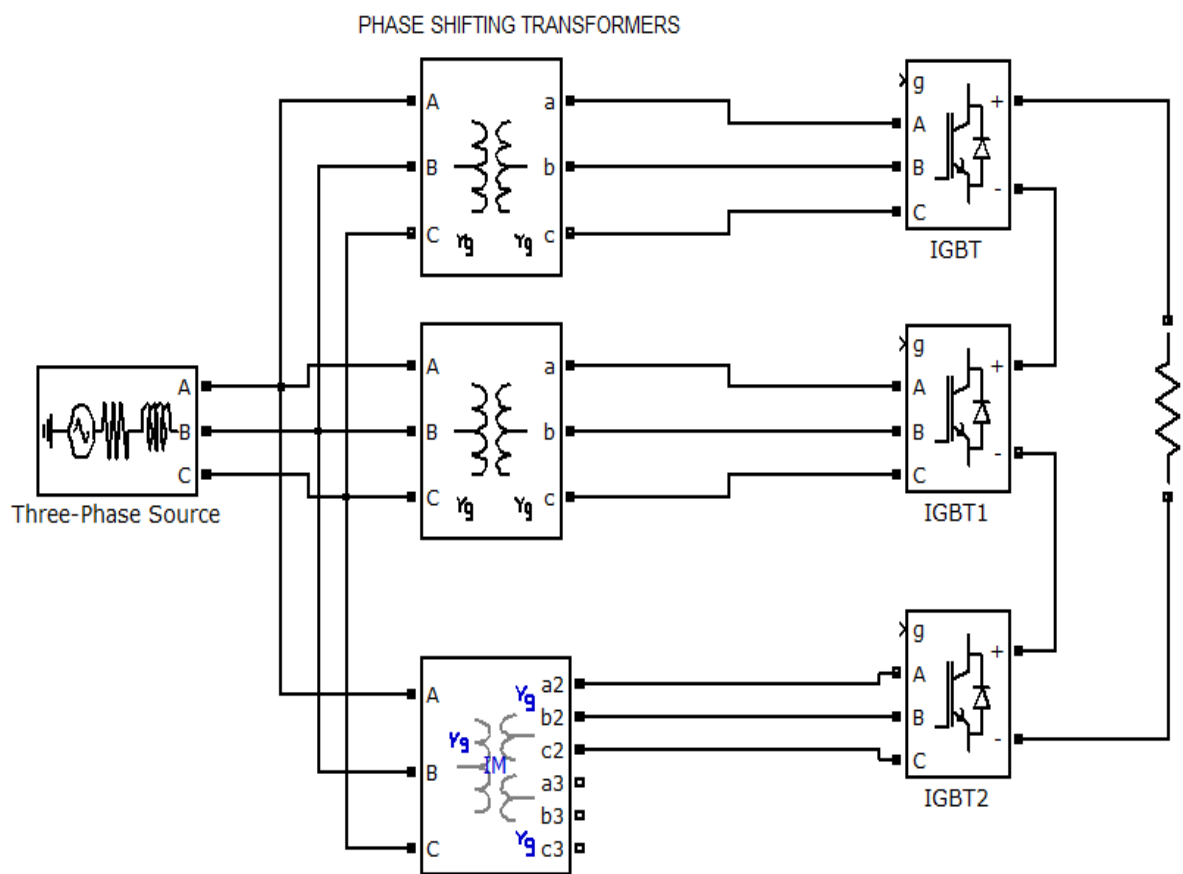 PHASE SHIFTING TRANSFORMERS
A
B
C
a
b
c
Yg
Yg
g
A
B
C
+
-
IGBT
A
B
C
Three-Phase Source
A
B
C
a
b
c
Yg
Yg
g
A
B
C
+
-
IGBT1
A
B
C
Yg
Yg
IM
Yg
a2
b2
c2
a3
b3
c3
g
A
B
C
+
-
IGBT2